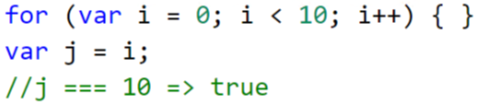 for (var i = 0; i < 10; i++) { }
var j = i;
//j === 10 => true